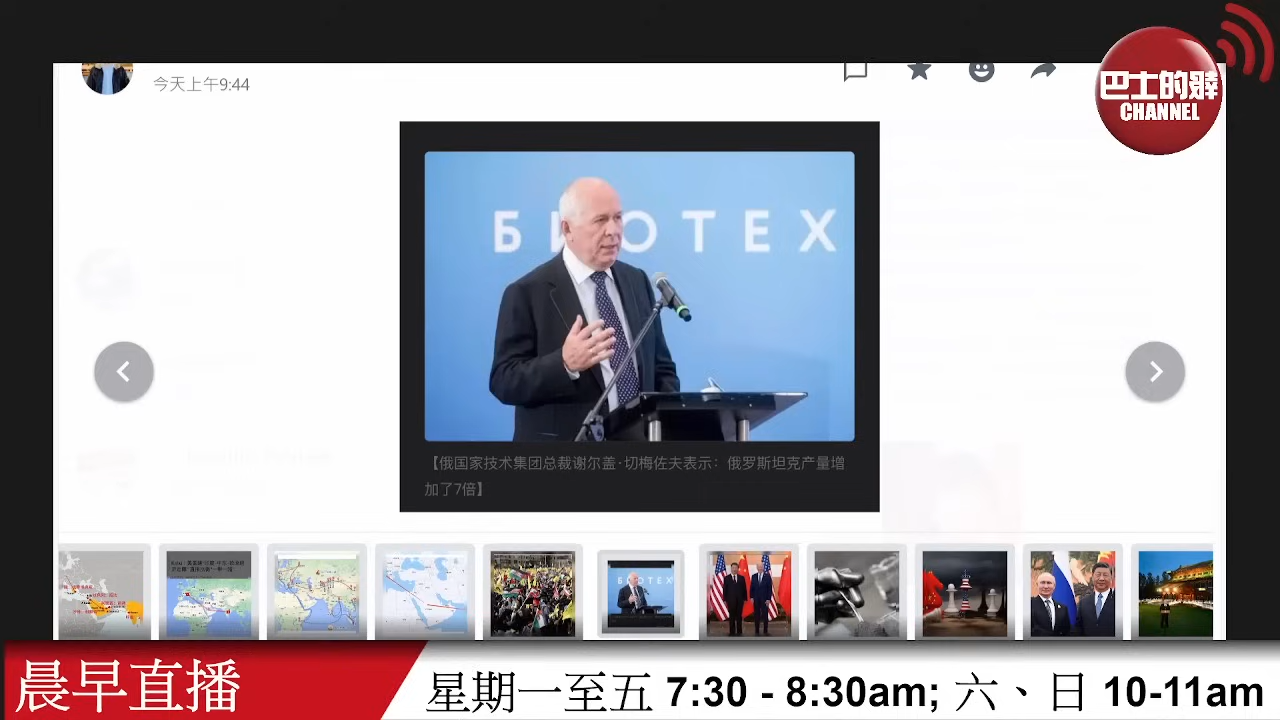 今天上午9:44
巴士的報
CHANNEL
БИОТЕХ
【俄国家技术集团总裁谢尔盖·切梅佐夫表示：俄罗斯坦克产量增
加了7倍】
晨早直播
星期一至五 7:30 - 8:30am; 六、日 10-11am